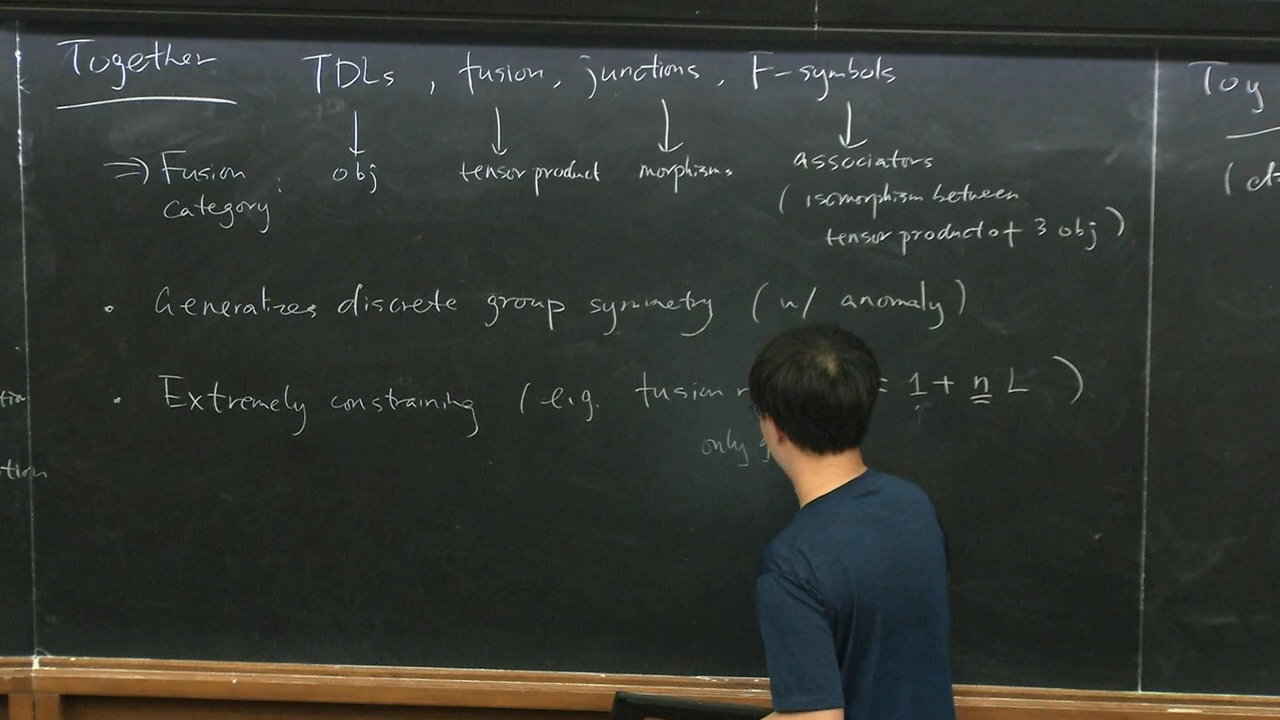 Together TDLs , fusion, junctions, F-symbols
↓ ↓ ↓ ↓
⇒ Fusion category : obj tensor product morphisms associators
( isomorphism between
tensor product of 3 obj )
• Generalizes discrete group symmetry (w/ anomaly)
• Extremely constraining (e.g. fusion = 1 + n L )
only
Toy